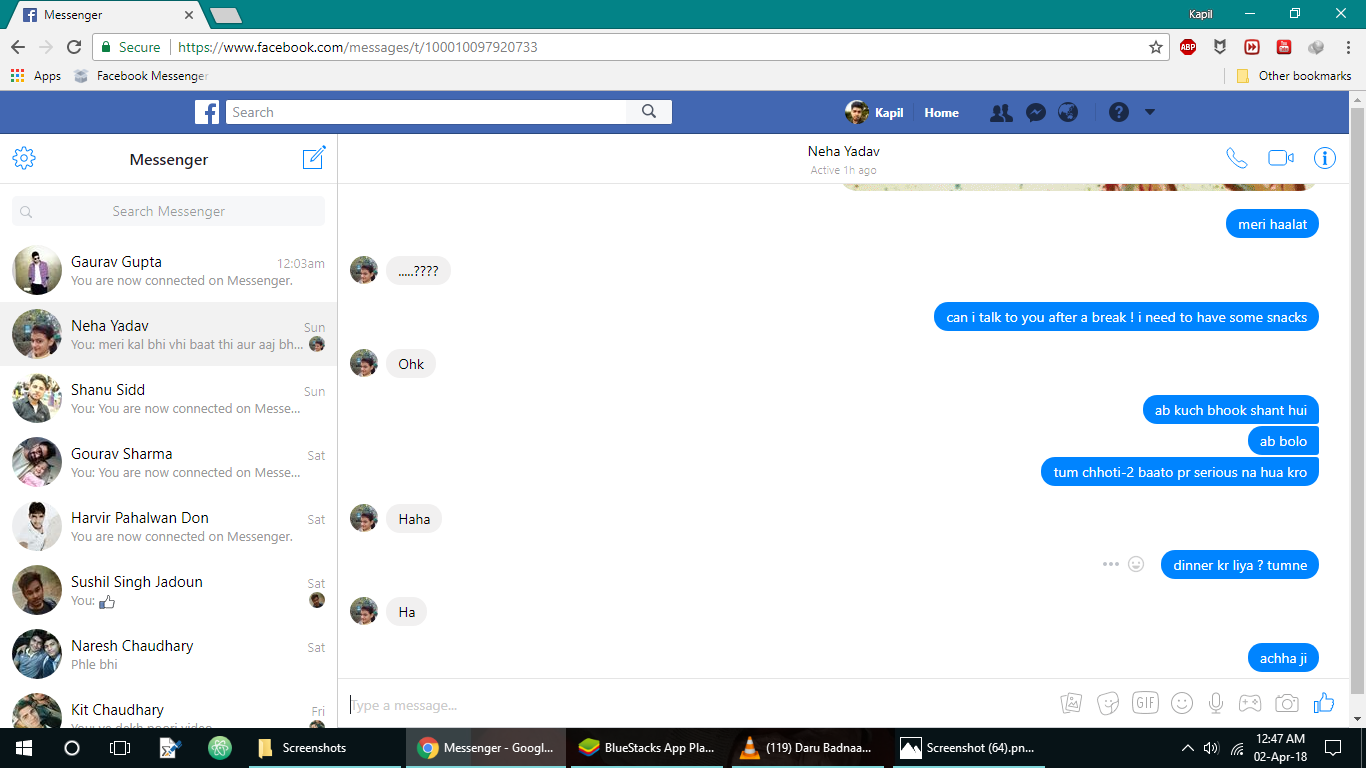 Messenger
Kapil
Secure
https://www.facebook.com/messages/t/100010097920733
ABP
Apps
Facebook Messenger
Other bookmarks
Search
Kapil
Home
Messenger
Neha Yadav
Active 1h ago
Search Messenger
Gaurav Gupta
12:03am
You are now connected on Messenger.
Neha Yadav
Sun
You: meri kal bhi vhi baat thi aur aaj bh...
Shanu Sidd
Sun
You: You are now connected on Messe...
Gourav Sharma
Sat
You: You are now connected on Messe...
Harvir Pahalwan Don
Sat
You are now connected on Messenger.
Sushil Singh Jadoun
Sat
You:
Naresh Chaudhary
Sat
Phle bhi
Kit Chaudhary
Fri
meri haalat
.....????
can i talk to you after a break ! i need to have some snacks
Ohk
ab kuch bhook shant hui
ab bolo
tum chhoti-2 baato pr serious na hua kro
Haha
dinner kr liya ? tumne
Ha
achha ji
Type a message...
GIF
Screenshots
Messenger - Googl...
BlueStacks App Pla...
(119) Daru Badnaa...
Screenshot (64).pn...
12:47 AM
02-Apr-18